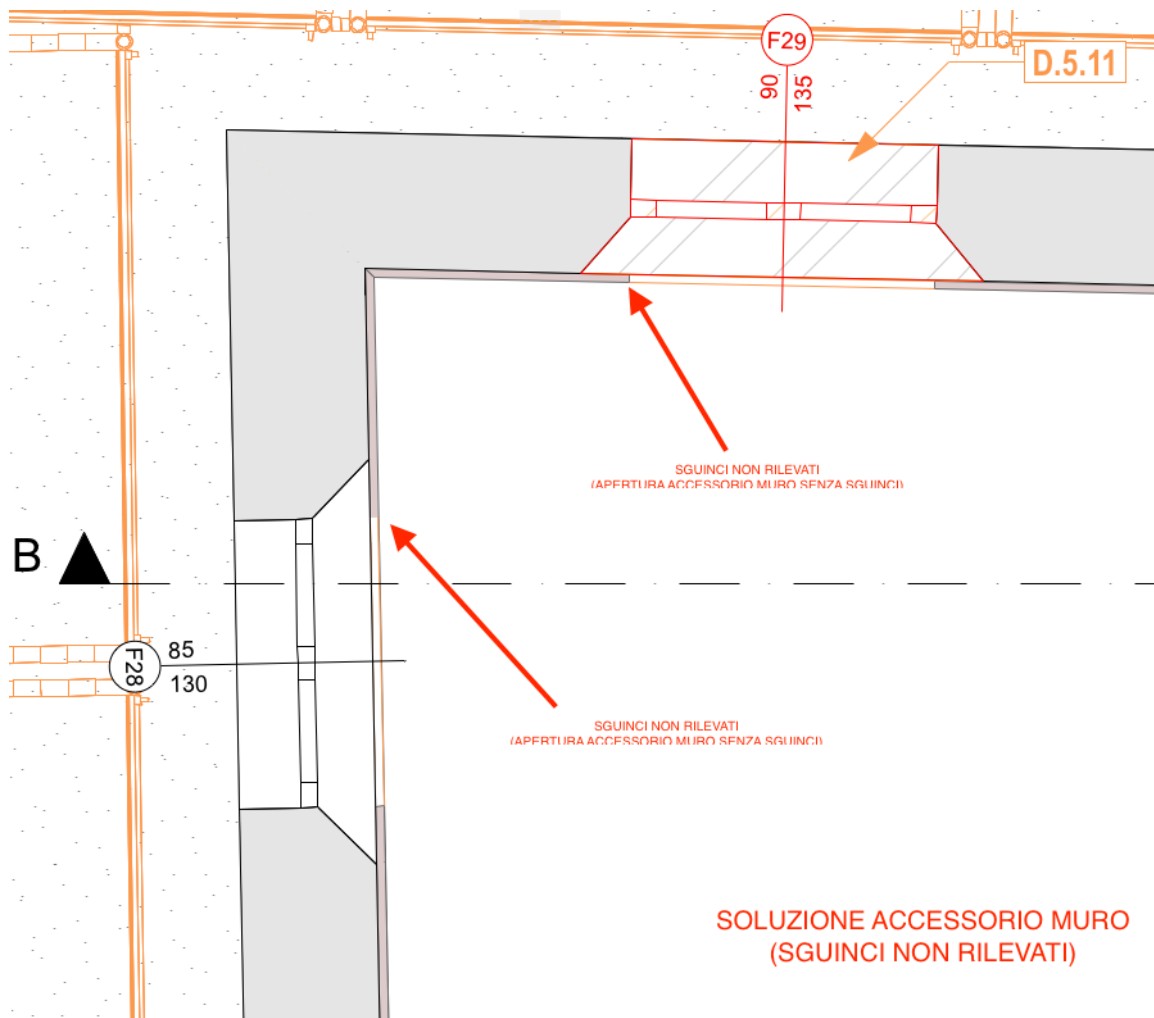 F29
90
135
D.5.11
SGUINCI NON RILEVATI
(APERTURA ACCESSORIO MURO SENZA SGUINCI)
B
F28
85
130
SGUINCI NON RILEVATI
(APERTURA ACCESSORIO MURO SENZA SGUINCI)
SOLUZIONE ACCESSORIO MURO
(SGUINCI NON RILEVATI)